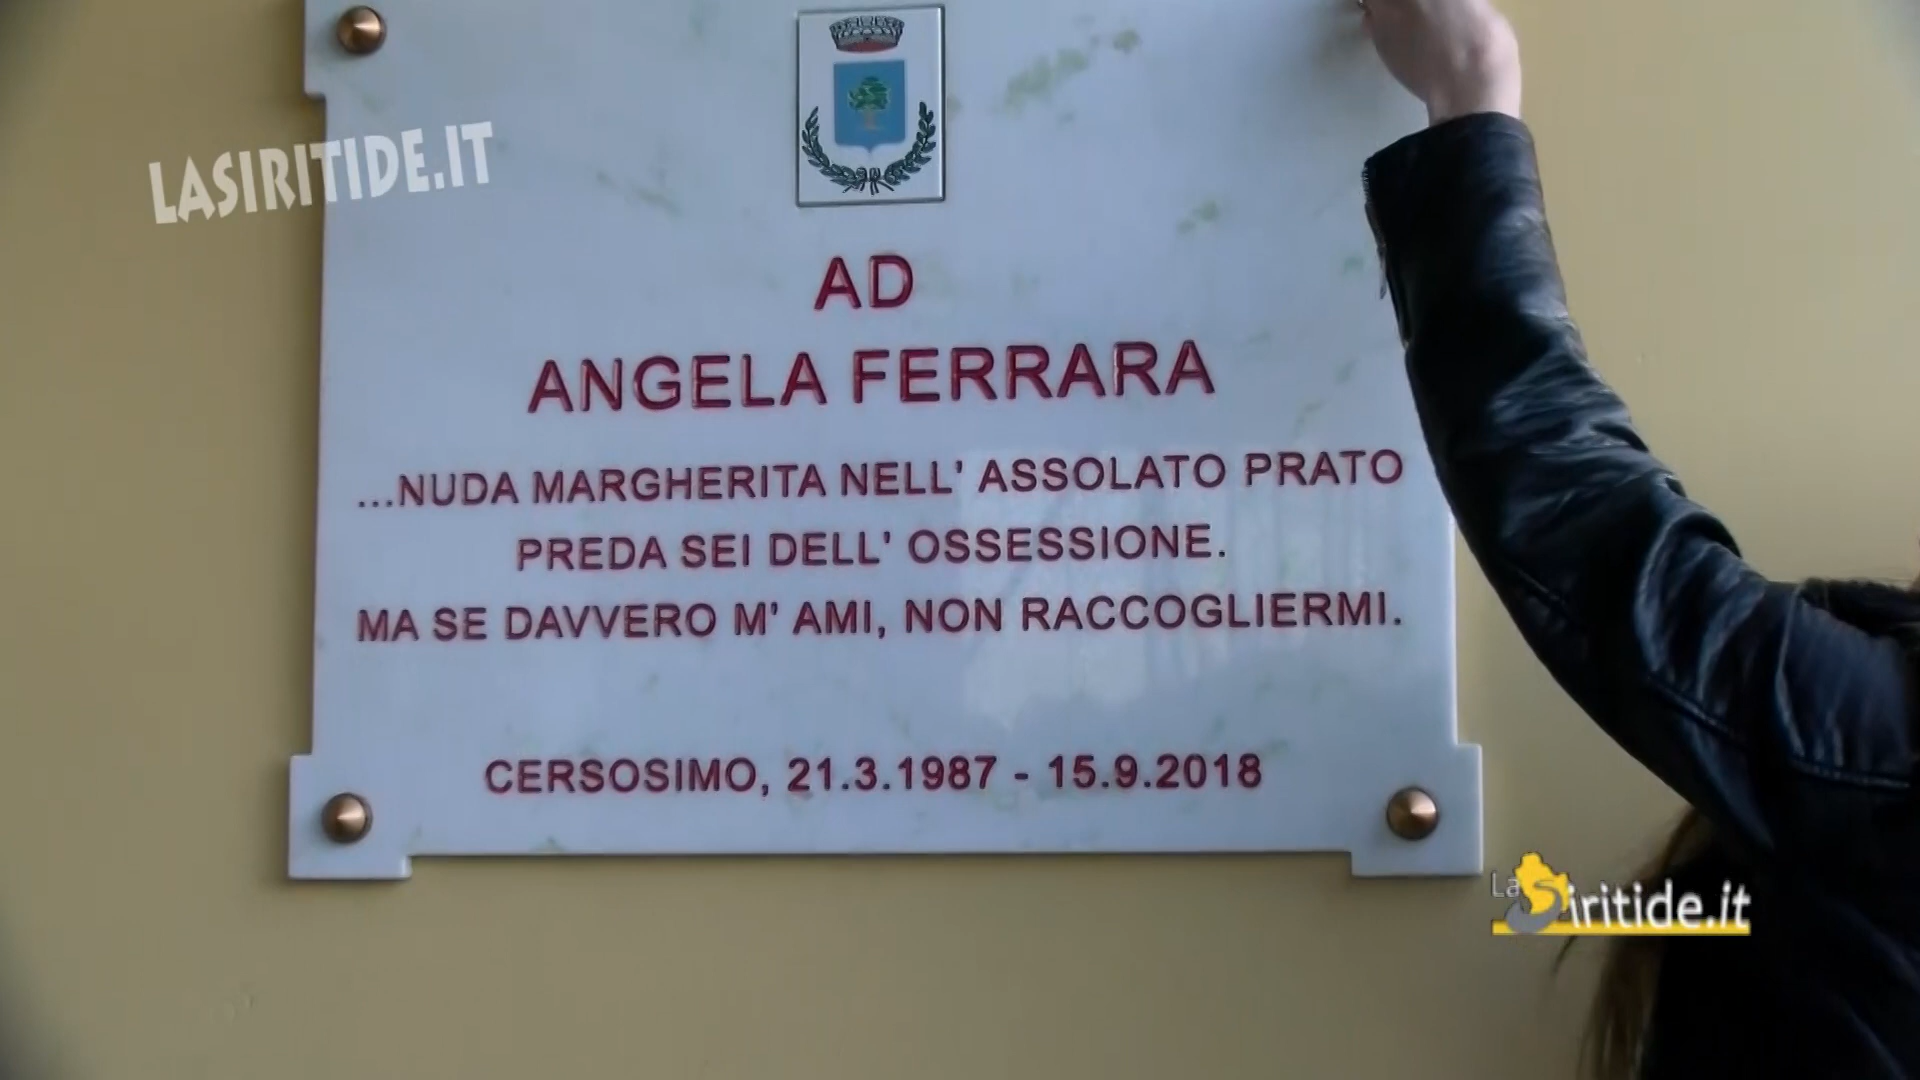 LASIRITIDE.IT
AD
ANGELA FERRARA
...NUDA MARGHERITA NELL' ASSOLATO PRATO
PREDA SEI DELL' OSSESSIONE.
MA SE DAVVERO M' AMI, NON RACCOGLIERMI.
CERSOSIMO, 21.3.1987 - 15.9.2018
LaSiritide.it